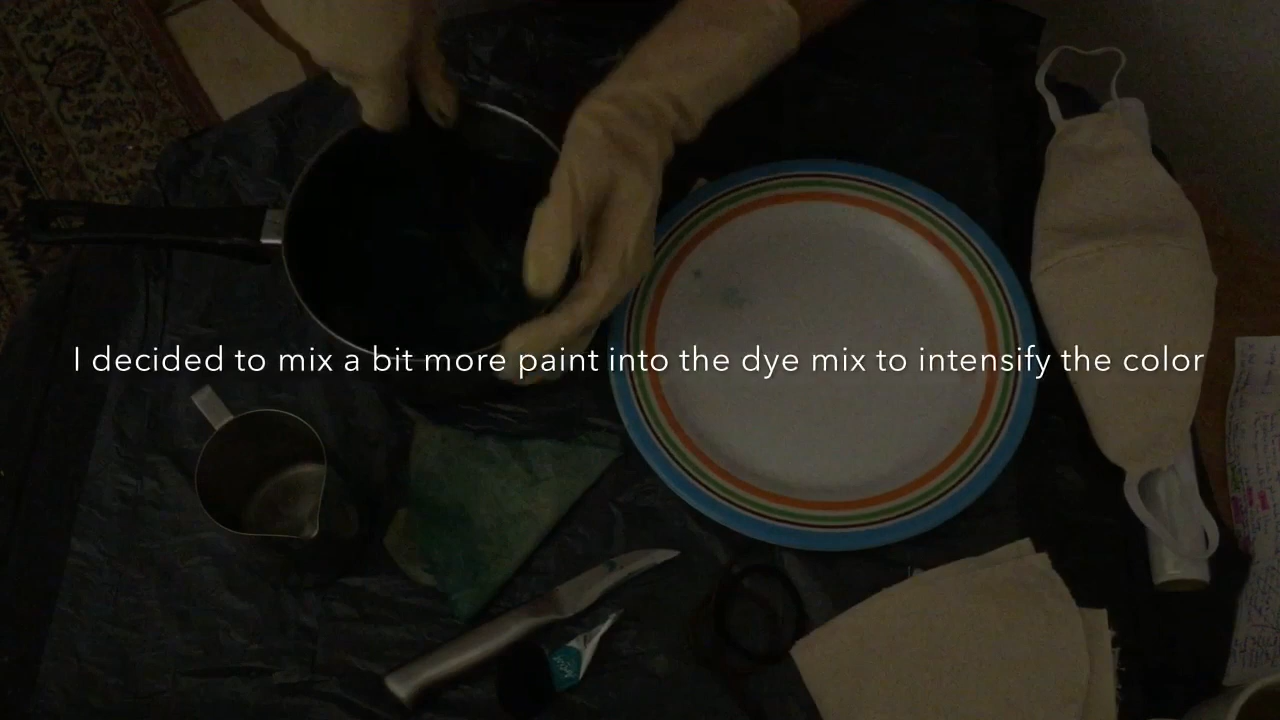 I decided to mix a bit more paint into the dye mix to intensify the color